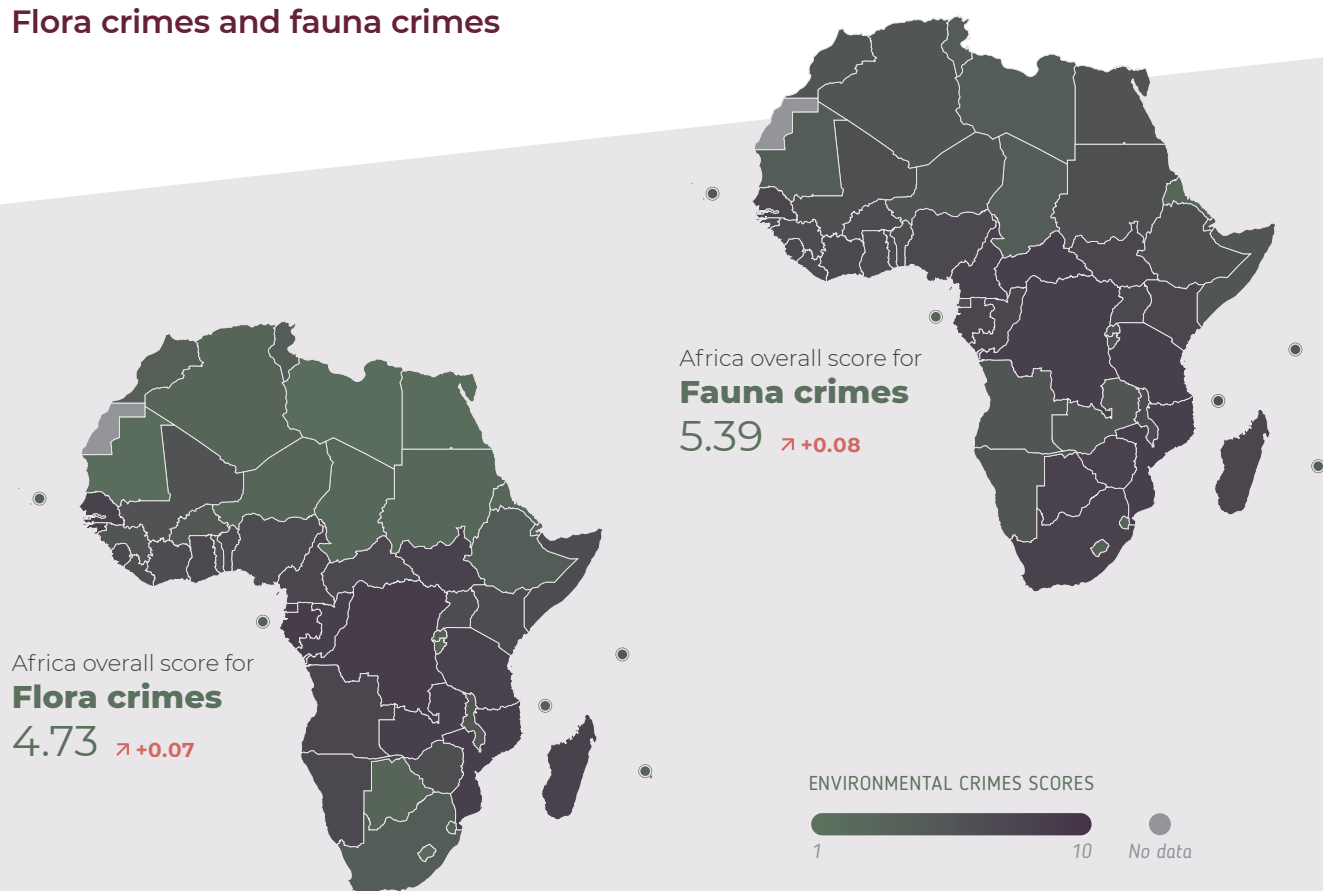 Flora crimes and fauna crimes
Africa overall score for
Fauna crimes
5.39 +0.08
Africa overall score for
Flora crimes
4.73 +0.07
ENVIRONMENTAL CRIMES SCORES
1 10 No data